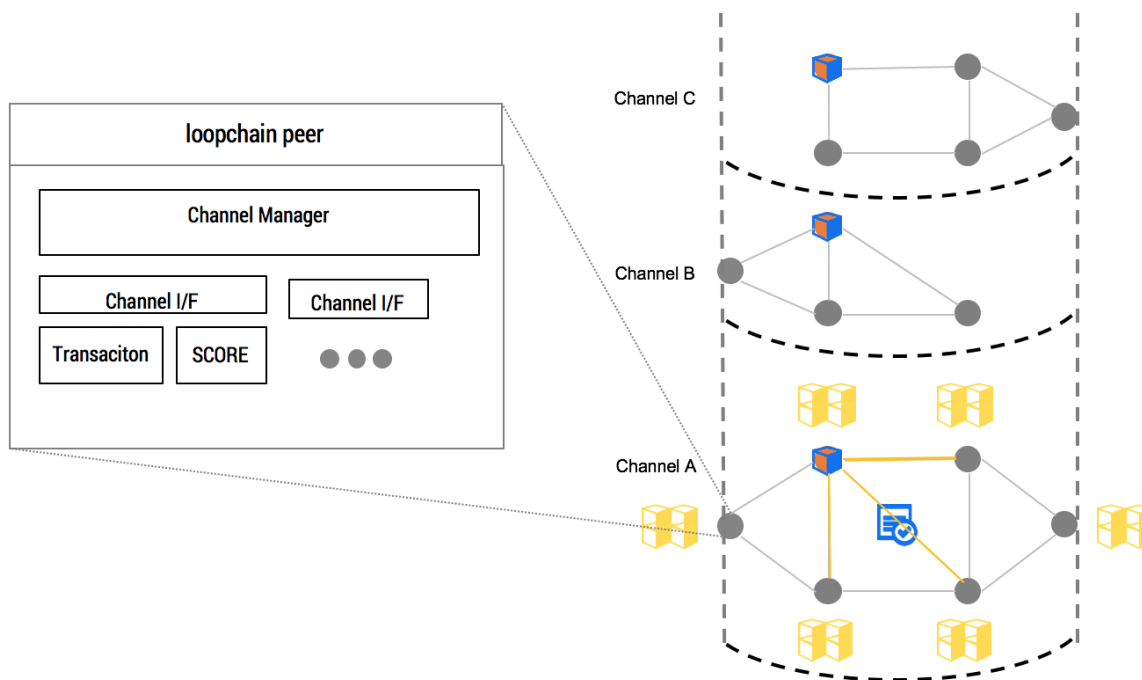 loopchain peer
Channel Manager
Channel I/F
Channel I/F
Transaciton
SCORE
Channel C
Channel B
Channel A